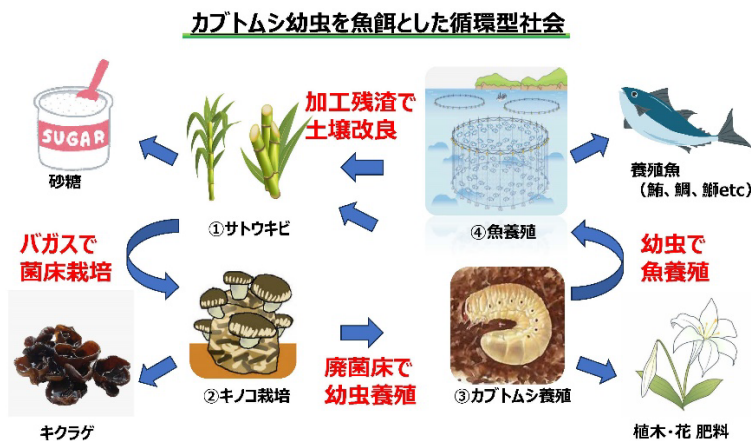 カブトムシ幼虫を魚餌とした循環型社会
SUGAR
砂糖
①サトウキビ
加工残渣で
土壌改良
④魚養殖
養殖魚
（鮪、鯛、鰤etc）
バガスで
菌床栽培
幼虫で
魚養殖
キクラゲ
②キノコ栽培
廃菌床で
幼虫養殖
③カブトムシ養殖
植木・花 肥料